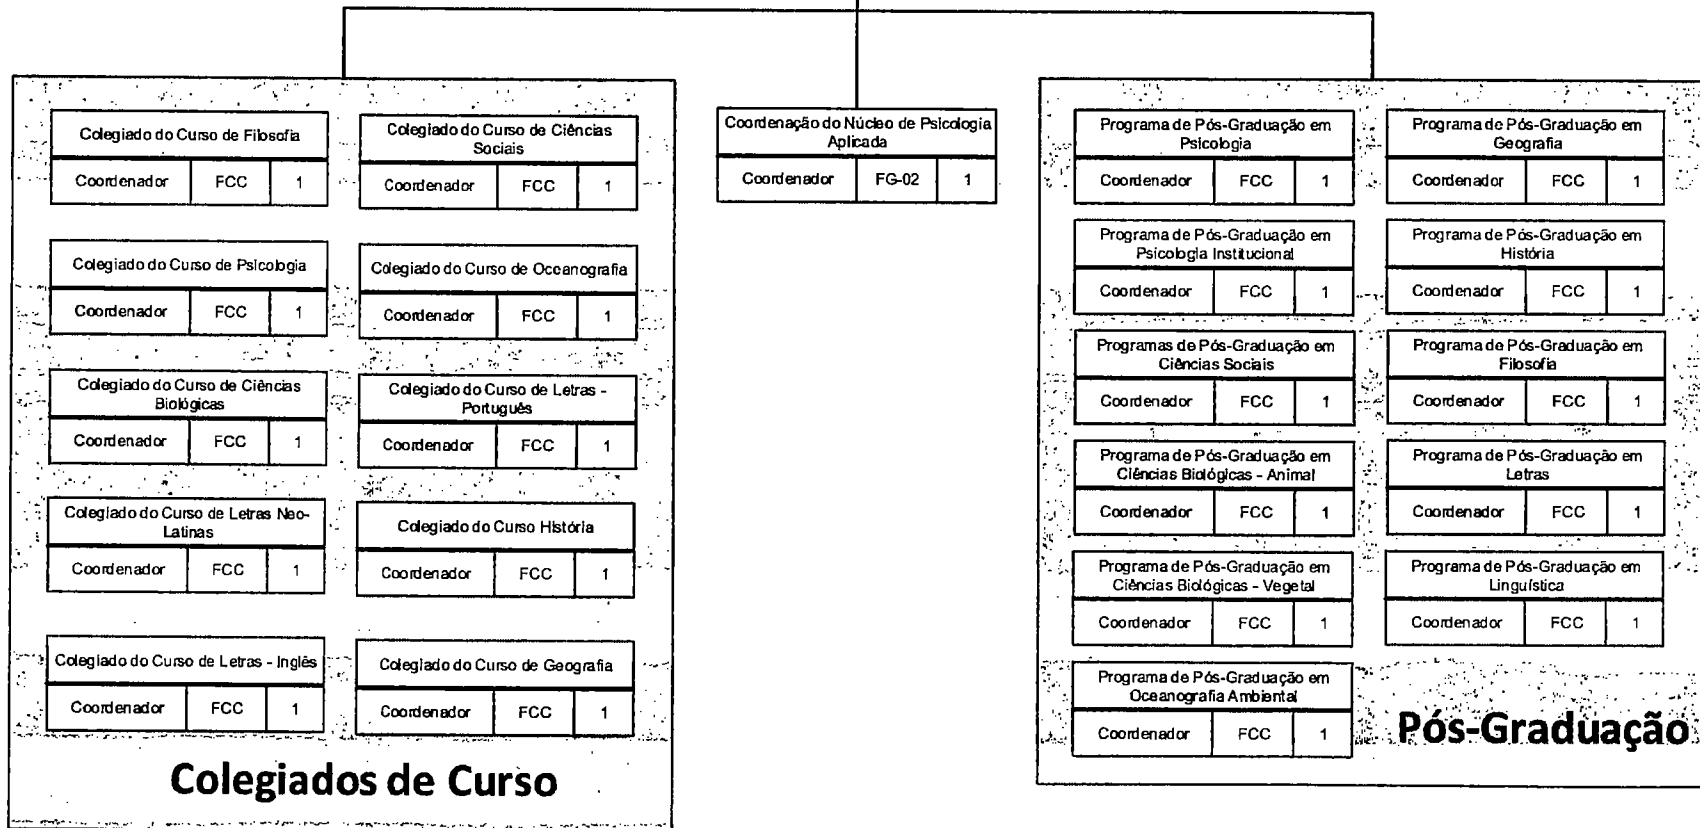 Colegiado do Curso de Filosofia
Coordenador FCC 1
Colegiado do Curso de Ciências
Sociais
Coordenador FCC 1
Colegiado do Curso de Psicologia
Coordenador FCC 1
Colegiado do Curso de Oceanografia
Coordenador FCC 1
Colegiado do Curso de Ciências
Biológicas
Coordenador FCC 1
Colegiado do Curso de Letras -
Português
Coordenador FCC 1
Colegiado do Curso de Letras Neo-
Latinas
Coordenador FCC 1
Colegiado do Curso História
Coordenador FCC 1
Colegiado do Curso de Letras - Inglês
Coordenador FCC 1
Colegiado do Curso de Geografia
Coordenador FCC 1
Colegiados de Curso
Coordenação do Núcleo de Psicologia
Aplicada
Coordenador FG-02 1
Programa de Pós-Graduação em
Psicologia
Coordenador FCC 1
Programa de Pós-Graduação em
Geografia
Coordenador FCC 1
Programa de Pós-Graduação em
Psicologia Institucional
Coordenador FCC 1
Programa de Pós-Graduação em
História
Coordenador FCC 1
Programas de Pós-Graduação em
Ciências Sociais
Coordenador FCC 1
Programa de Pós-Graduação em
Filosofia
Coordenador FCC 1
Programa de Pós-Graduação em
Ciências Biológicas - Animal
Coordenador FCC 1
Programa de Pós-Graduação em
Letras
Coordenador FCC 1
Programa de Pós-Graduação em
Ciências Biológicas - Vegetal
Coordenador FCC 1
Programa de Pós-Graduação em
Linguística
Coordenador FCC 1
Programa de Pós-Graduação em
Oceanografia Ambiental
Coordenador FCC 1
Pós-Graduação